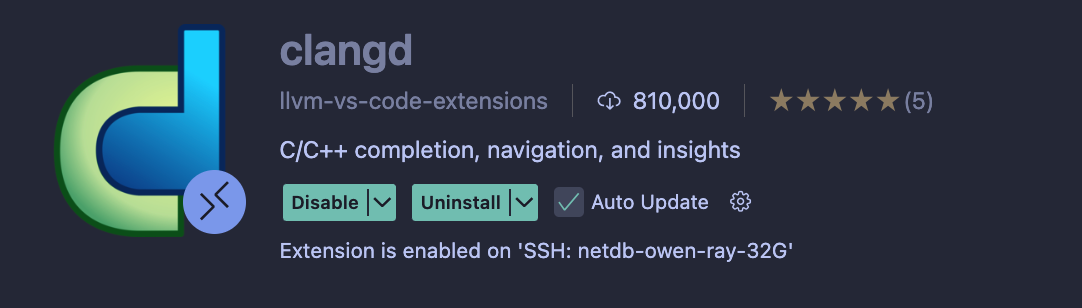 clangd
llvm-vs-code-extensions 810,000 (5)
C/C++ completion, navigation, and insights
Disable Uninstall Auto Update
Extension is enabled on 'SSH: netdb-owen-ray-32G'